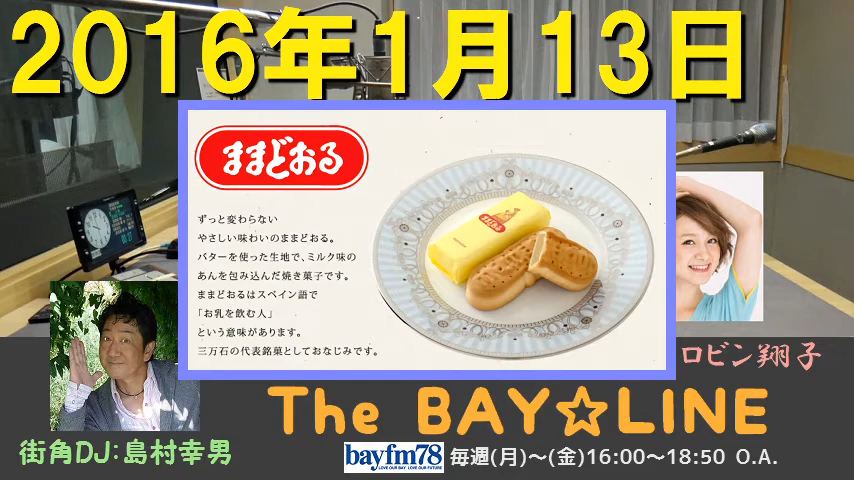 2016年1月13日
ままどおる
ずっと変わらない
やさしい味わいのままどおる。
バターを使った生地で、ミルク味の
あんを包み込んだ焼き菓子です。
ままどおるはスペイン語で
「お乳を飲む人」
という意味があります。
三万石の代表銘菓としておなじみです。
ままどおる
ロビン翔子
The BAY☆LINE
街角DJ:島村幸男
bayfm78
LOVE OUR BAY LOVE OUR FUTURE
毎週(月)〜(金)16:00〜18:50 O.A.